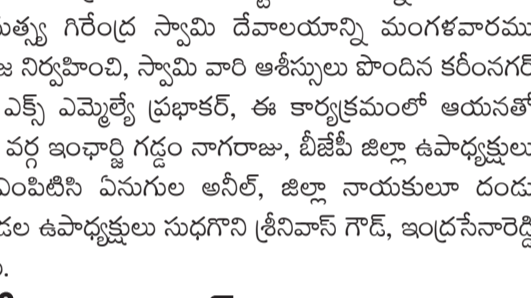 మత్స్య గిరేంద్ర స్వామి దేవాలయాన్ని మంగళవారము
నిర్వహించి, స్వామి వారి ఆశీస్సులు పొందిన కరీంనగర్
ఎక్స్ ఎమ్మెల్యే ప్రభాకర్, ఈ కార్యక్రమంలో ఆయనతో
వర్గ ఇంఛార్జి గడ్డం నాగరాజు, బీజేపీ జిల్లా ఉపాధ్యక్షులు
ఎంపిటిసి ఏనుగుల అనీల్, జిల్లా నాయకులూ దండు
ఉపాధ్యక్షులు సుధగొని శ్రీనివాస్ గౌడ్, ఇంద్రసేనారెడ్డి